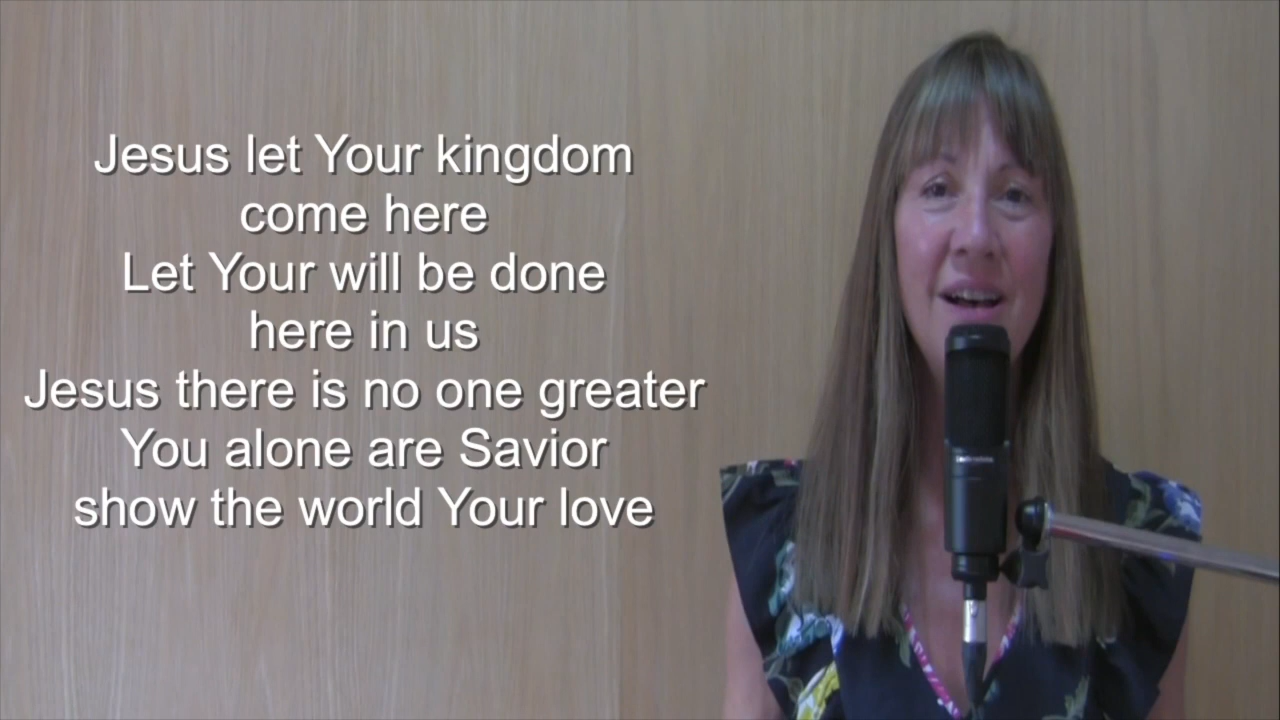 Jesus let Your kingdom
come here
Let Your will be done
here in us
Jesus there is no one greater
You alone are Savior
show the world Your love